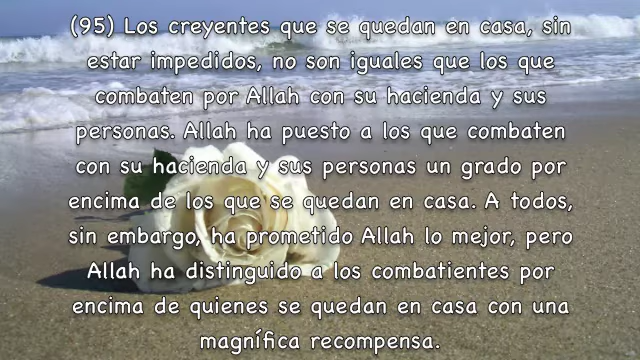 (95) Los creyentes que se quedan en casa, sin
estar impedidos, no son iguales que los que
combaten por Allah con su hacienda y sus
personas. Allah ha puesto a los que combaten
con su hacienda y sus personas un grado por
encima de los que se quedan en casa. A todos,
sin embargo, ha prometido Allah lo mejor, pero
Allah ha distinguido a los combatientes por
encima de quienes se quedan en casa con una
magnífica recompensa.